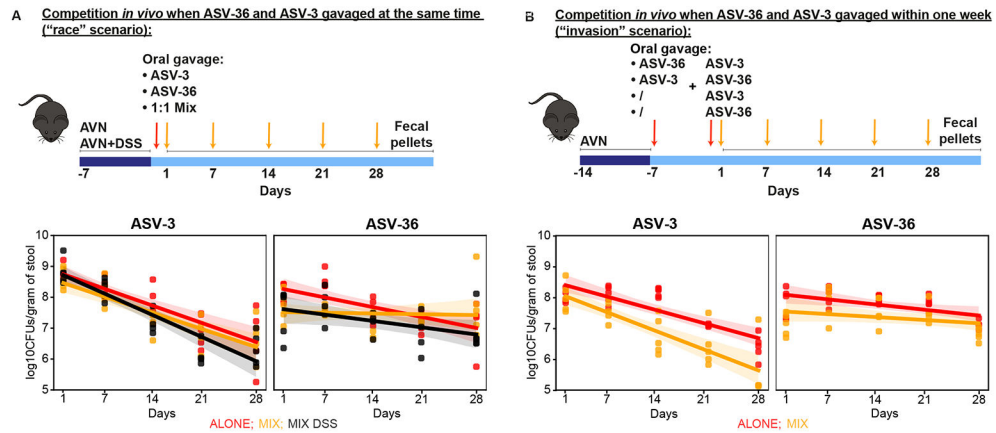 A
Competition in vivo when ASV-36 and ASV-3 gavaged at the same time
("race" scenario):
Oral gavage:
• ASV-3
• ASV-36
• 1:1 Mix
AVN
AVN+DSS
Fecal
pellets
-7 1 7 14 21 28
Days
ASV-3 ASV-36
log10CFUs/gram of stool
10
9
8
7
6
5
1 7 14 21 28 1 7 14 21 28
Days Days
ALONE; MIX; MIX DSS
B
Competition in vivo when ASV-36 and ASV-3 gavaged within one week
("invasion" scenario):
Oral gavage:
• ASV-36 ASV-3
• ASV-3 + ASV-36
• / ASV-3
• / ASV-36
AVN
Fecal
pellets
-14 -7 1 7 14 21 28
Days
ASV-3 ASV-36
log10CFUs/gram of stool
10
9
8
7
6
5
1 7 14 21 28 1 7 14 21 28
Days Days
ALONE; MIX